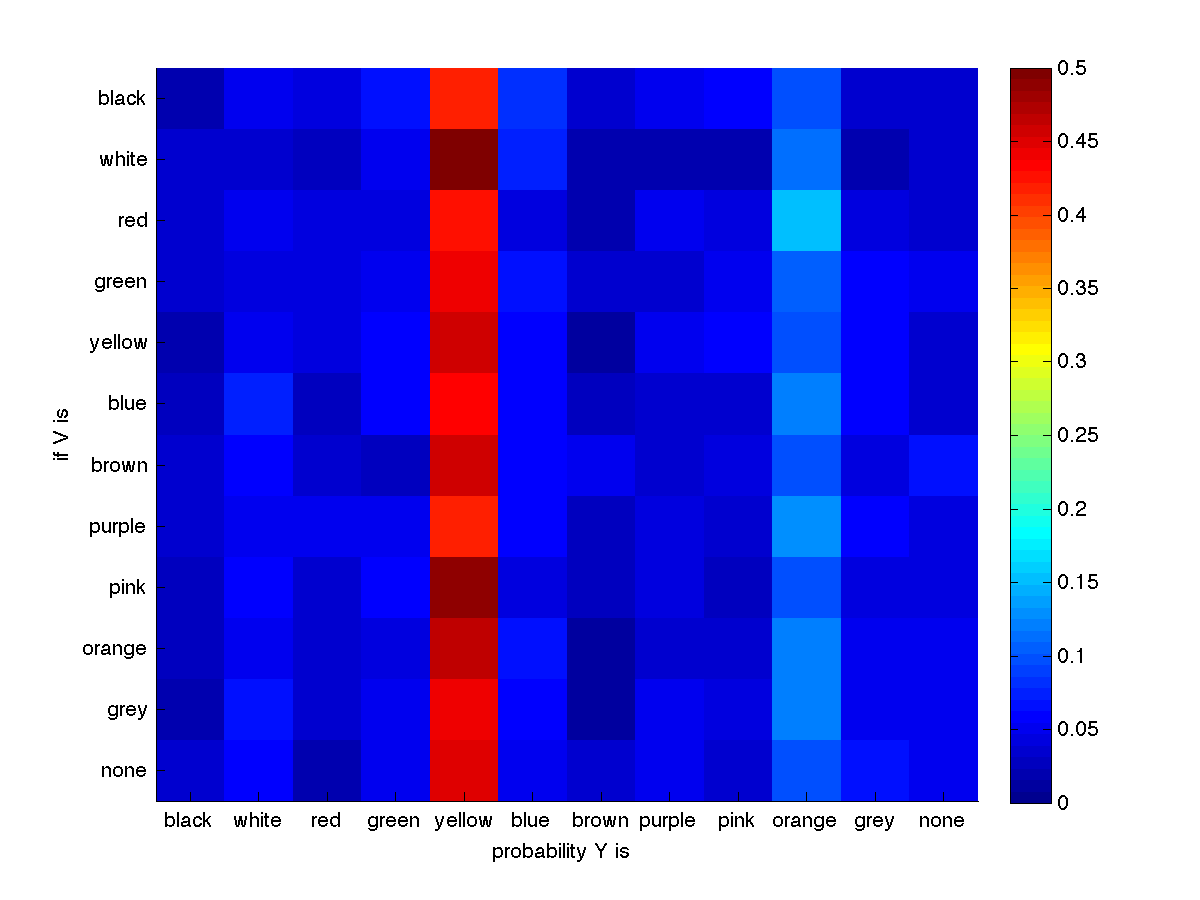 black
white
red
green
yellow
blue
brown
purple
pink
orange
grey
none
if V is
black white red green yellow blue brown purple pink orange grey none
probability Y is
0.5
0.45
0.4
0.35
0.3
0.25
0.2
0.15
0.1
0.05
0